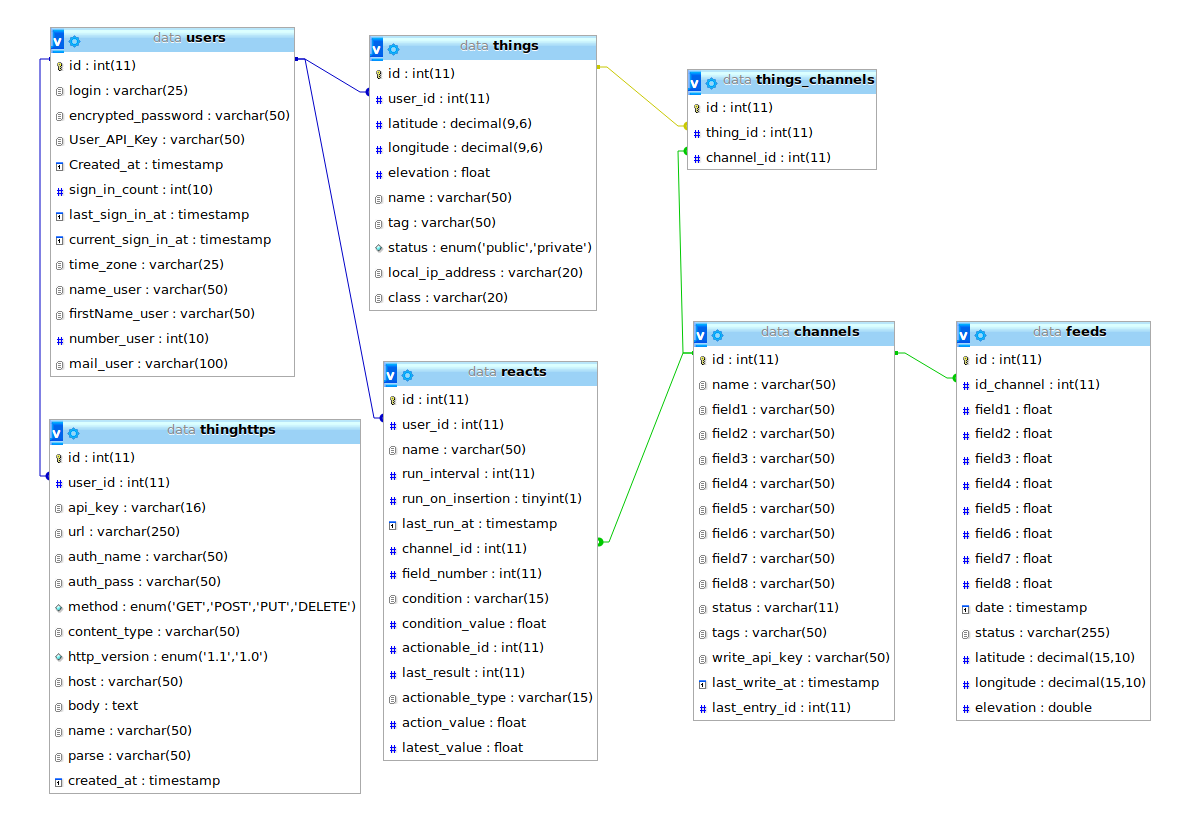 v data users
id : int(11)
login : varchar(25)
encrypted_password : varchar(50)
User_API_Key : varchar(50)
Created_at : timestamp
# sign_in_count : int(10)
last_sign_in_at : timestamp
current_sign_in_at : timestamp
time_zone : varchar(25)
name_user : varchar(50)
firstName_user : varchar(50)
# number_user : int(10)
mail_user : varchar(100)
v data things
id : int(11)
# user_id : int(11)
# latitude : decimal(9,6)
# longitude : decimal(9,6)
# elevation : float
name : varchar(50)
tag : varchar(50)
status : enum('public','private')
local_ip_address : varchar(20)
class : varchar(20)
v data things_channels
id : int(11)
# thing_id : int(11)
# channel_id : int(11)
v data thinghttps
id : int(11)
# user_id : int(11)
api_key : varchar(16)
url : varchar(250)
auth_name : varchar(50)
auth_pass : varchar(50)
method : enum('GET','POST','PUT','DELETE')
content_type : varchar(50)
http_version : enum('1.1','1.0')
host : varchar(50)
body : text
name : varchar(50)
parse : varchar(50)
created_at : timestamp
v data reacts
id : int(11)
# user_id : int(11)
name : varchar(50)
# run_interval : int(11)
# run_on_insertion : tinyint(1)
last_run_at : timestamp
# channel_id : int(11)
# field_number : int(11)
condition : varchar(15)
# condition_value : float
# actionable_id : int(11)
# last_result : int(11)
actionable_type : varchar(15)
# action_value : float
# latest_value : float
v data channels
id : int(11)
name : varchar(50)
field1 : varchar(50)
field2 : varchar(50)
field3 : varchar(50)
field4 : varchar(50)
field5 : varchar(50)
field6 : varchar(50)
field7 : varchar(50)
field8 : varchar(50)
status : varchar(11)
tags : varchar(50)
write_api_key : varchar(50)
last_write_at : timestamp
# last_entry_id : int(11)
v data feeds
id : int(11)
# id_channel : int(11)
# field1 : float
# field2 : float
# field3 : float
# field4 : float
# field5 : float
# field6 : float
# field7 : float
# field8 : float
date : timestamp
status : varchar(255)
# latitude : decimal(15,10)
# longitude : decimal(15,10)
# elevation : double